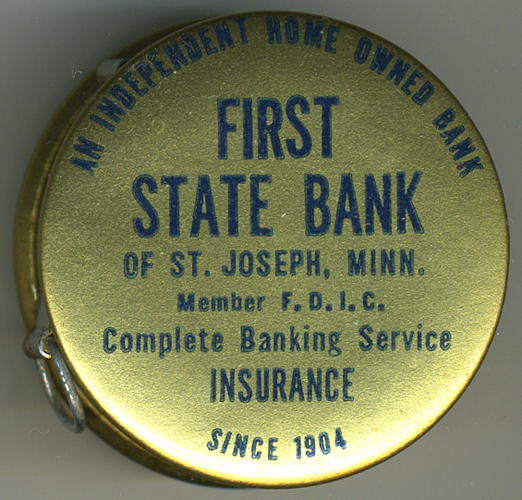 AN INDEPENDENT HOME OWNED BANK
FIRST
STATE BANK
OF ST. JOSEPH, MINN.
Member F.D.I.C.
Complete Banking Service
INSURANCE
SINCE 1904